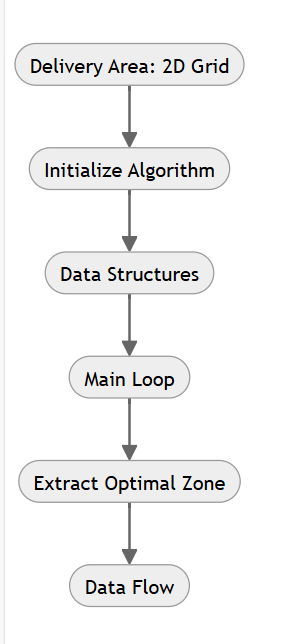 Delivery Area: 2D Grid
Initialize Algorithm
Data Structures
Main Loop
Extract Optimal Zone
Data Flow